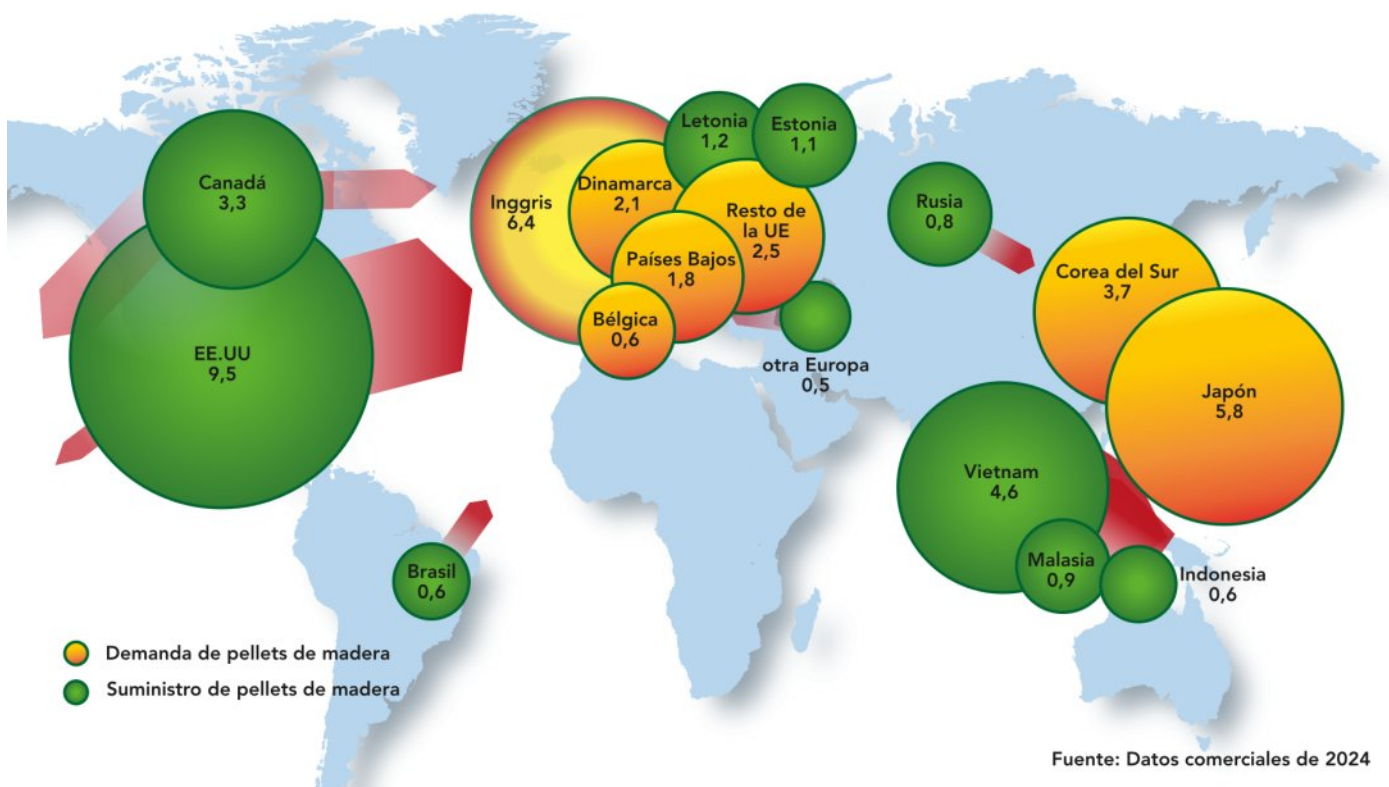 Canadá
3,3
EE.UU
9,5
Brasil
0,6
Inggris
6,4
Dinamarca
2,1
Letonia
1,2
Estonia
1,1
Resto de
la UE
2,5
Países Bajos
1,8
Bélgica
0,6
otra Europa
0,5
Rusia
0,8
Corea del Sur
3,7
Japón
5,8
Vietnam
4,6
Malasia
0,9
Indonesia
0,6
Demanda de pellets de madera
Suministro de pellets de madera
Fuente: Datos comerciales de 2024